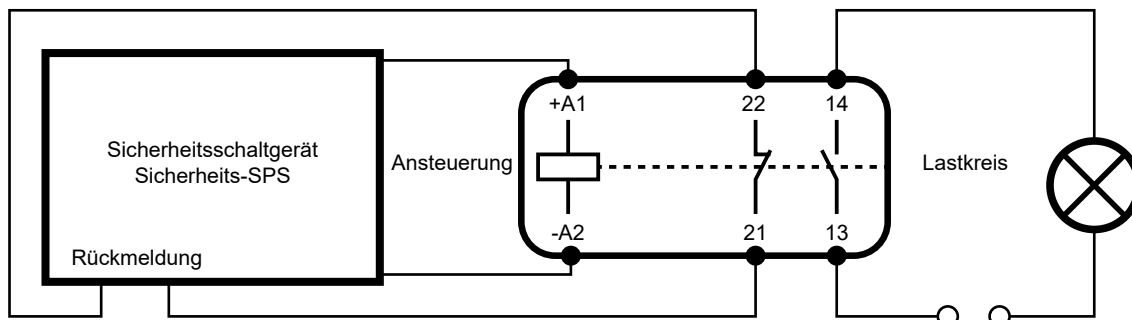 +A1
22
14
Sicherheitsschaltgerät
Sicherheits-SPS
Ansteuerung
Lastkreis
-A2
21
13
Rückmeldung